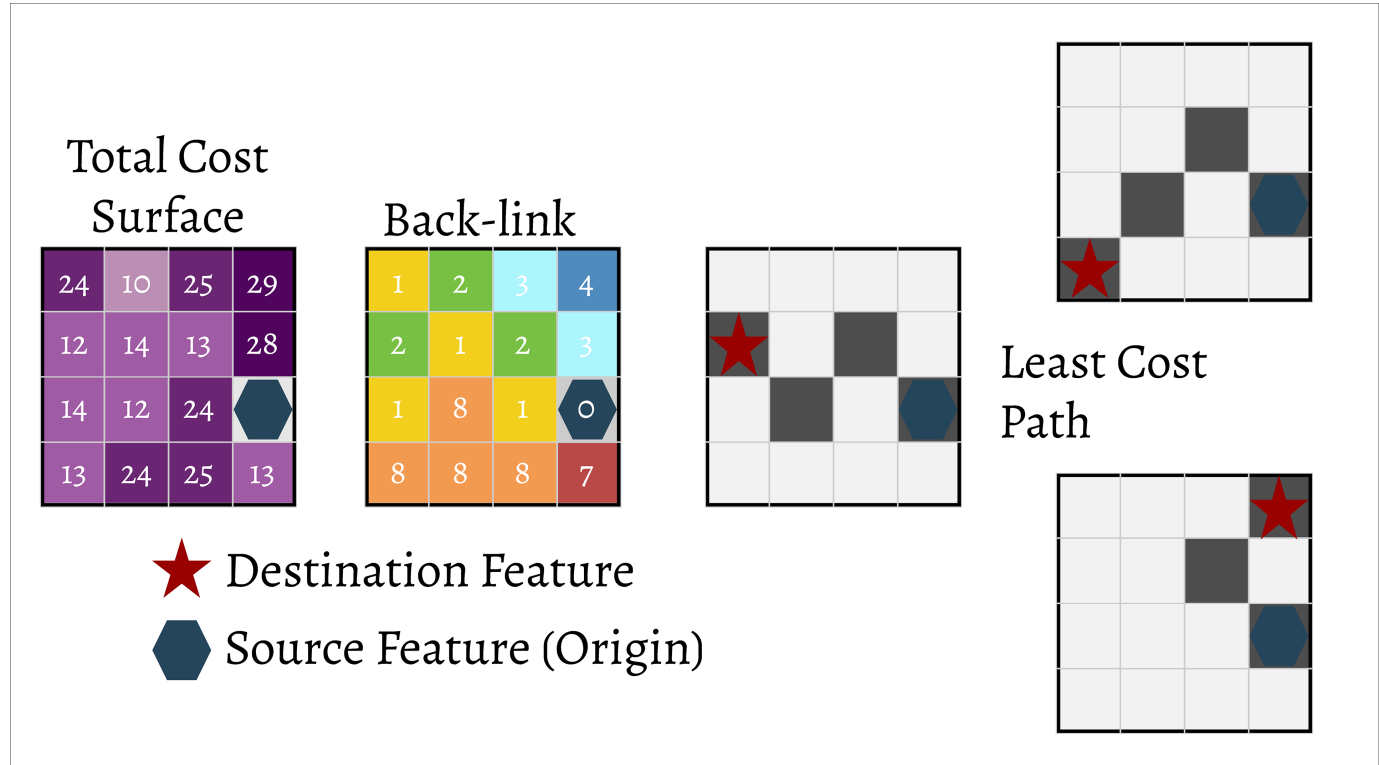 Total Cost
Surface
24 10 25 29
12 14 13 28
14 12 24
13 24 25 13
Back-link
1 2 3 4
2 1 2 3
1 8 1 0
8 8 8 7
Least Cost
Path
Destination Feature
Source Feature (Origin)